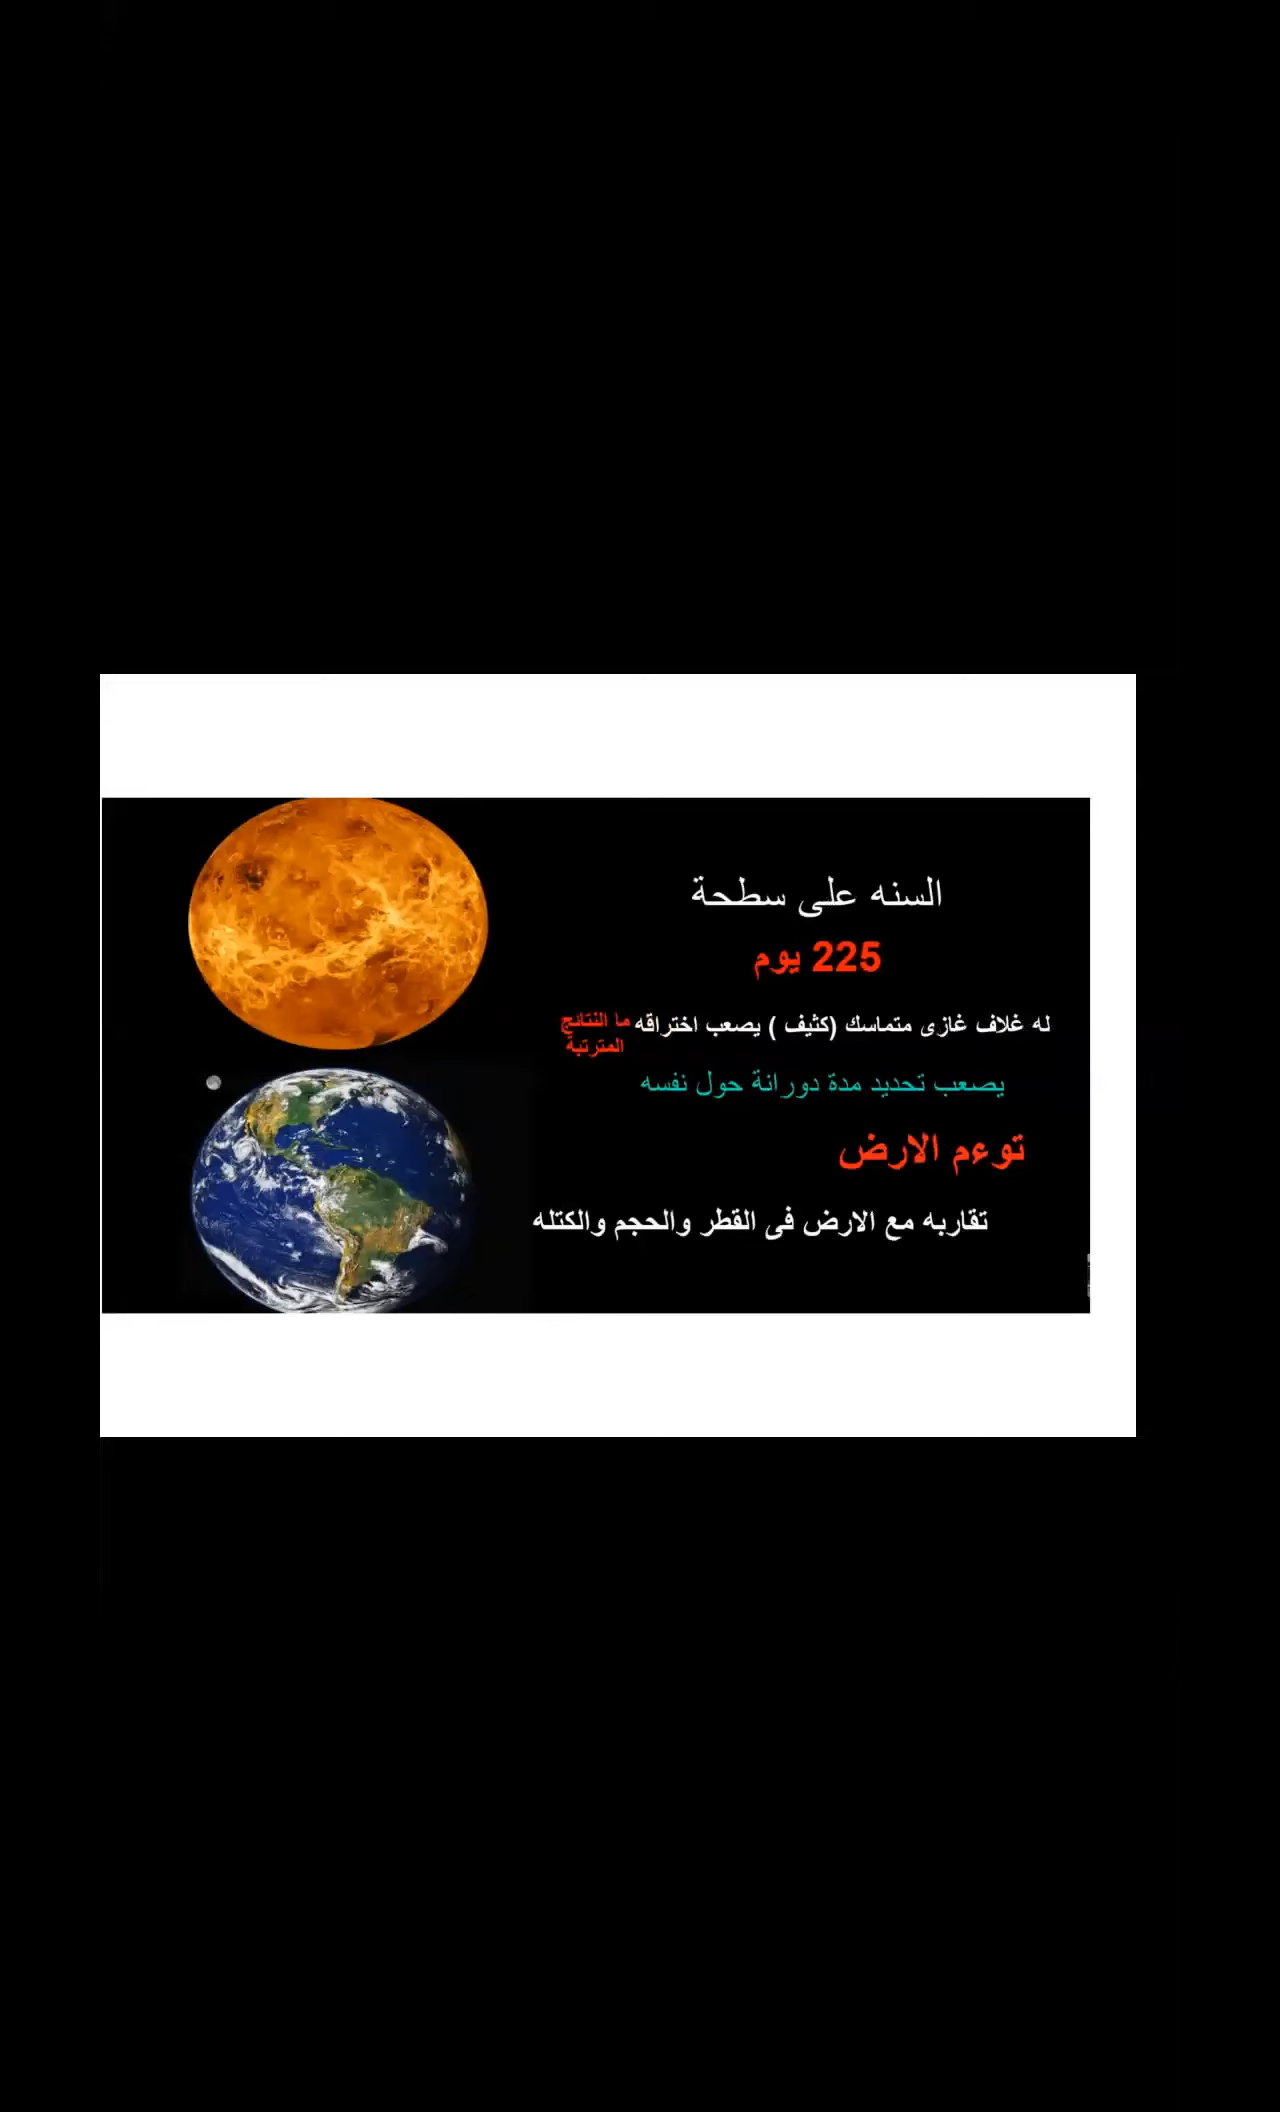 السنه على سطحة
225 يوم
له غلاف غازى متماسك (كثيف ) يصعب اختراقه ما النتائج
المترتبة
يصعب تحديد مدة دورانة حول نفسه
توءم الارض
تقاربه مع الارض فى القطر والحجم والكتله